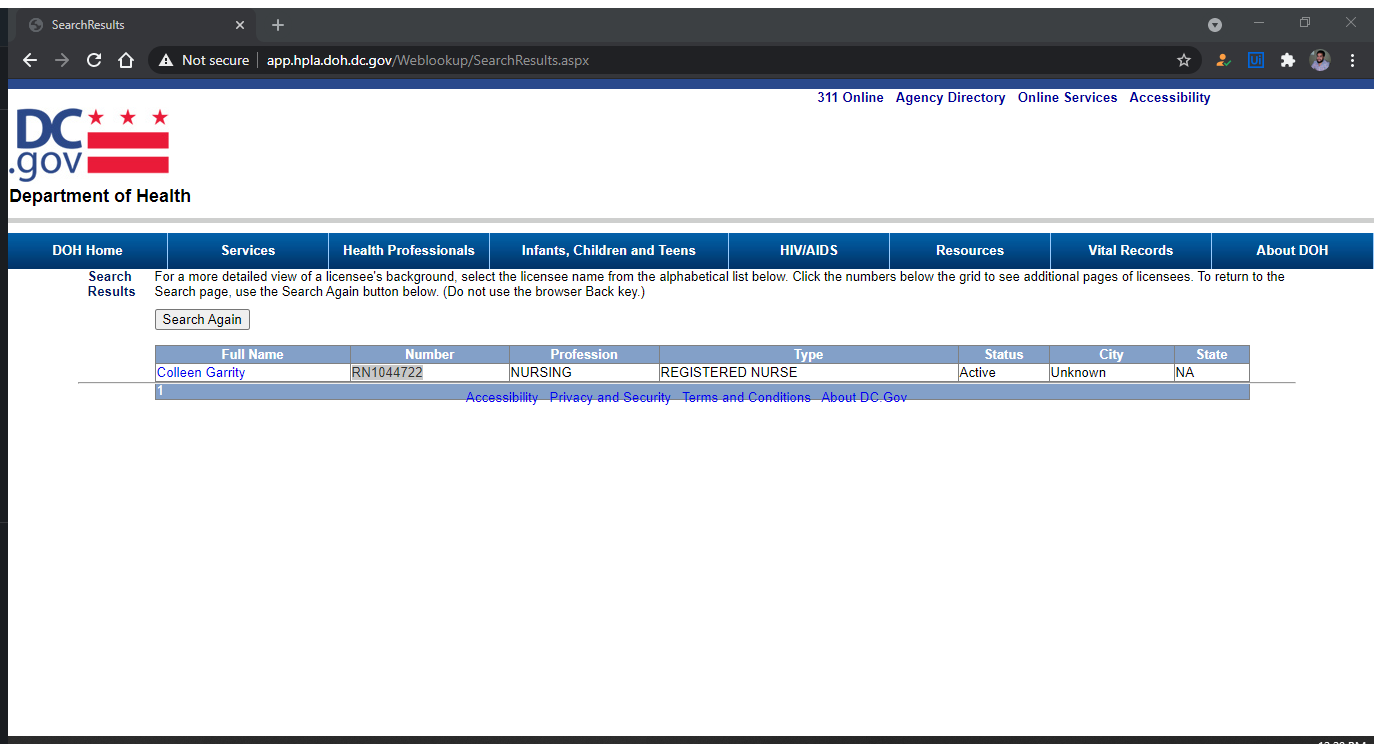 SearchResults
Not secure app.hpla.doh.dc.gov/Weblookup/SearchResults.aspx
311 Online Agency Directory Online Services Accessibility
DC
.gov
Department of Health
DOH Home Services Health Professionals Infants, Children and Teens HIV/AIDS Resources Vital Records About DOH
Search Results
For a more detailed view of a licensee's background, select the licensee name from the alphabetical list below. Click the numbers below the grid to see additional pages of licensees. To return to the
Search page, use the Search Again button below. (Do not use the browser Back key.)
Search Again
Full Name Number Profession Type Status City State
Colleen Garrity RN1044722 NURSING REGISTERED NURSE Active Unknown NA
1
Accessibility Privacy and Security Terms and Conditions About DC.Gov